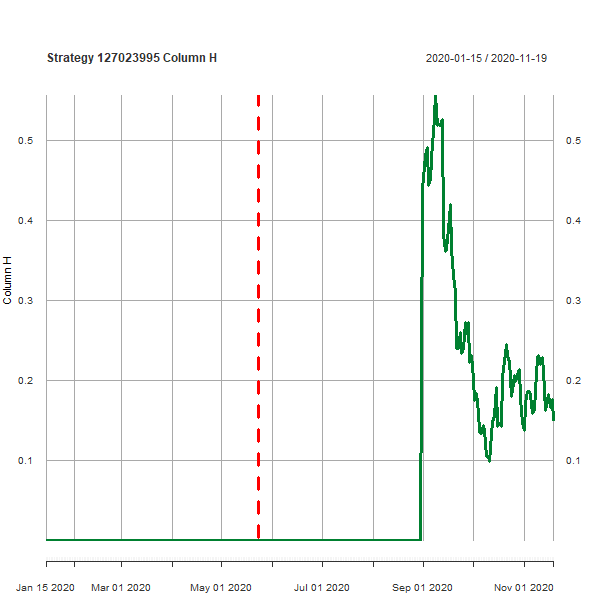 Strategy 127023995 Column H
2020-01-15 / 2020-11-19
Column H
0.5
0.4
0.3
0.2
0.1
0.5
0.4
0.3
0.2
0.1
Jan 15 2020
Mar 01 2020
May 01 2020
Jul 01 2020
Sep 01 2020
Nov 01 2020